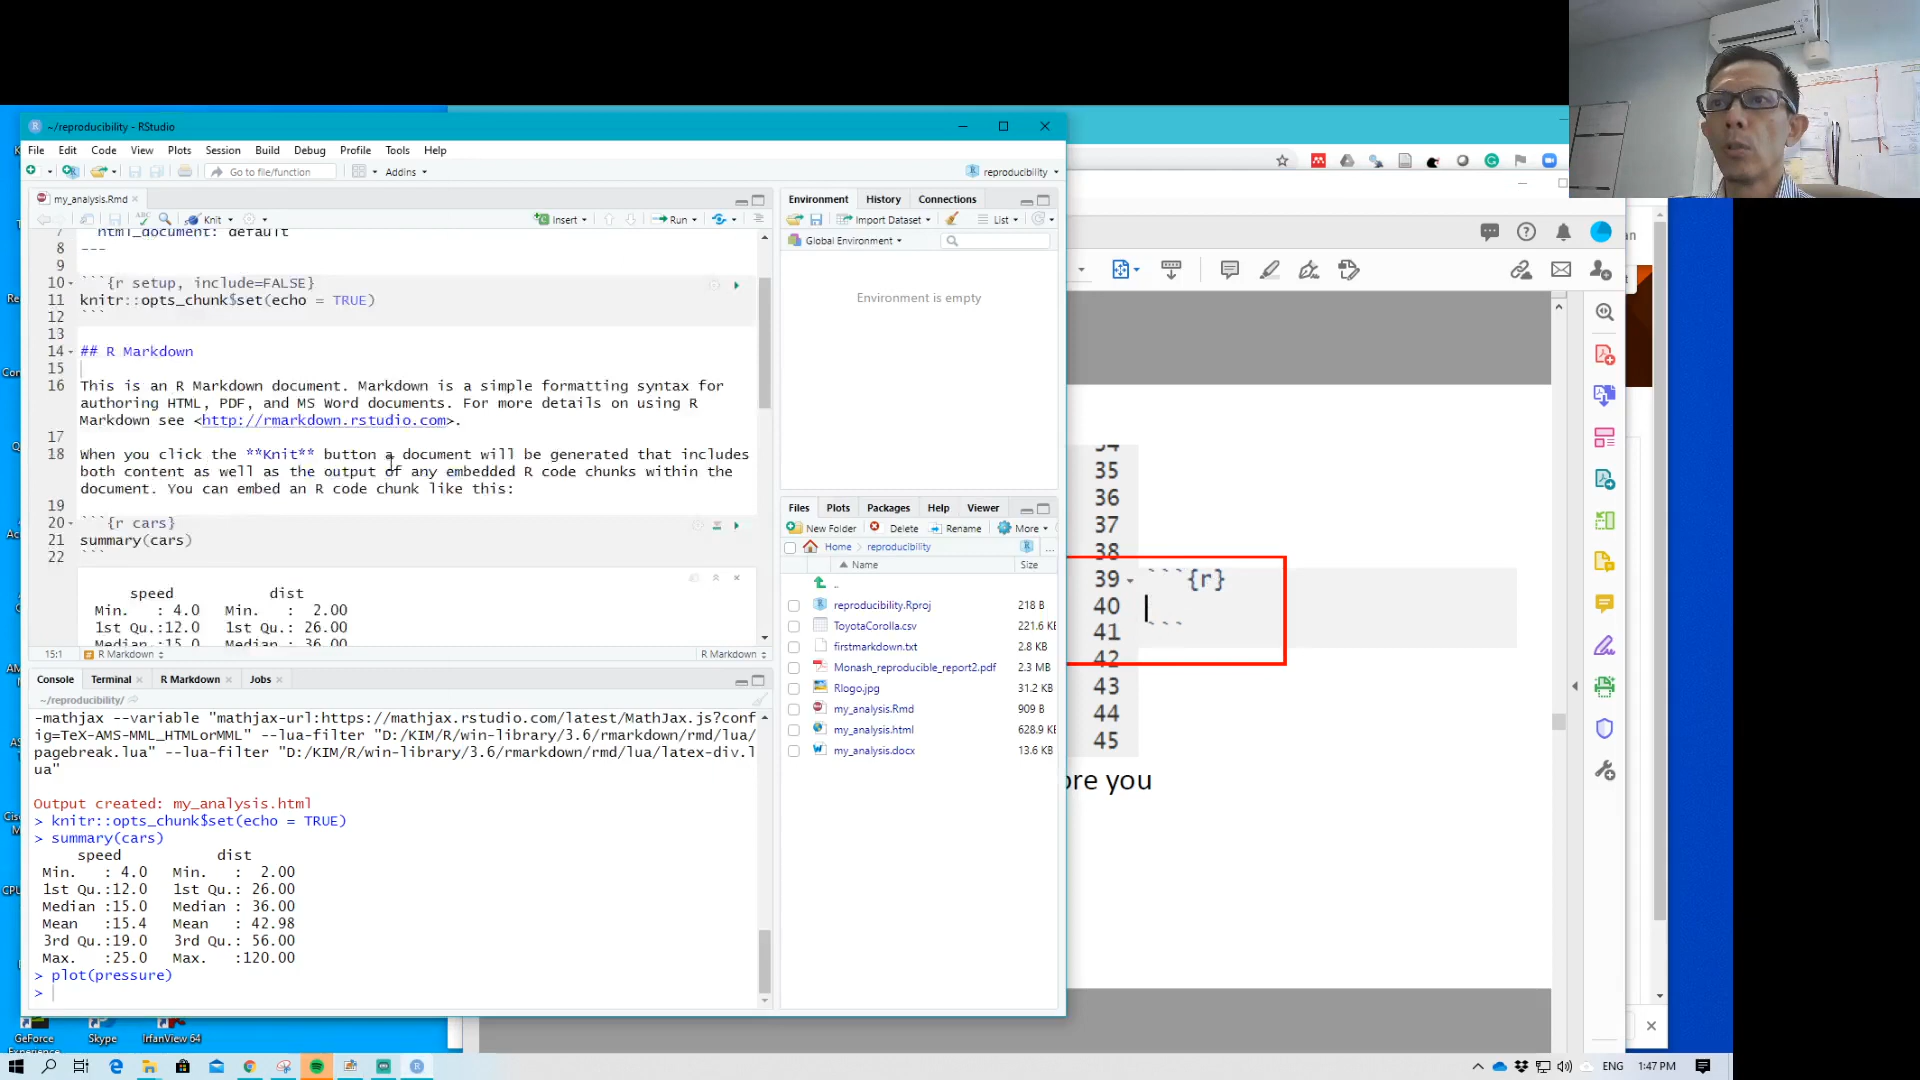 ~/reproducibility - RStudio
File Edit Code View Plots Session Build Debug Profile Tools Help
Go to file/function
Addins
reproducibility
my_analysis.Rmd
Knit
Insert
Run
7 html_document: default
8 ---
9
10 ```{r setup, include=FALSE}
11 knitr::opts_chunk$set(echo = TRUE)
12 ```
13
14 ## R Markdown
15
16 This is an R Markdown document. Markdown is a simple formatting syntax for
authoring HTML, PDF, and MS Word documents. For more details on using R
Markdown see <http://rmarkdown.rstudio.com>.
17
18 When you click the **Knit** button a document will be generated that includes
both content as well as the output of any embedded R code chunks within the
document. You can embed an R code chunk like this:
19
20 ```{r cars}
21 summary(cars)
22 ```
speed dist
Min. : 4.0 Min. : 2.00
1st Qu.:12.0 1st Qu.: 26.00
Median :15.0 Median : 36.00
15:1 R Markdown R Markdown
Console Terminal R Markdown Jobs
~/reproducibility/
-mathjax --variable "mathjax-url:https://mathjax.rstudio.com/latest/MathJax.js?conf
ig=TeX-AMS-MML_HTMLorMML" --lua-filter "D:/KIM/R/win-library/3.6/rmarkdown/rmd/lua/
pagebreak.lua" --lua-filter "D:/KIM/R/win-library/3.6/rmarkdown/rmd/lua/latex-div.l
ua"
Output created: my_analysis.html
> knitr::opts_chunk$set(echo = TRUE)
> summary(cars)
speed dist
Min. : 4.0 Min. : 2.00
1st Qu.:12.0 1st Qu.: 26.00
Median :15.0 Median : 36.00
Mean :15.4 Mean : 42.98
3rd Qu.:19.0 3rd Qu.: 56.00
Max. :25.0 Max. :120.00
> plot(pressure)
>
Environment History Connections
Import Dataset
List
Global Environment
Environment is empty
Files Plots Packages Help Viewer
New Folder Delete Rename More
Home reproducibility
Name Size
..
reproducibility.Rproj 218 B
ToyotaCorolla.csv 221.6 KB
firstmarkdown.txt 2.8 KB
Monash_reproducible_report2.pdf 2.3 MB
Rlogo.jpg 31.2 KB
my_analysis.Rmd 909 B
my_analysis.html 628.9 KB
my_analysis.docx 13.6 KB
34
35
36
37
38
39 ```{r}
40
41 ```
42
43
44
45
ore you
GeForce
Experience
Skype
IrfanView 64
ENG
1:47 PM